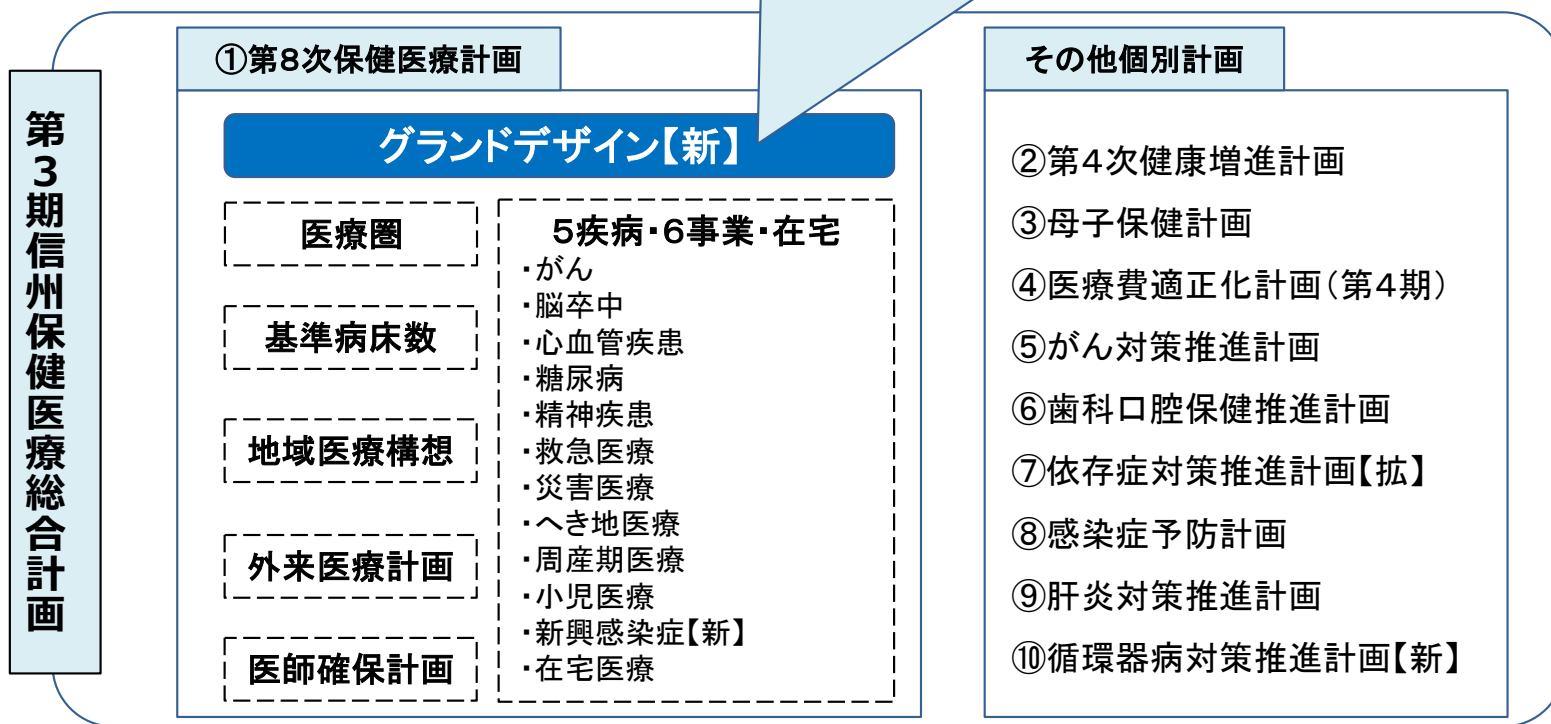 第3期信州保健医療総合計画
①第8次保健医療計画
グランドデザイン【新】
医療圏
基準病床数
地域医療構想
外来医療計画
医師確保計画
5疾病・6事業・在宅
・がん
・脳卒中
・心血管疾患
・糖尿病
・精神疾患
・救急医療
・災害医療
・へき地医療
・周産期医療
・小児医療
・新興感染症【新】
・在宅医療
その他個別計画
②第4次健康増進計画
③母子保健計画
④医療費適正化計画（第4期）
⑤がん対策推進計画
⑥歯科口腔保健推進計画
⑦依存症対策推進計画【拡】
⑧感染症予防計画
⑨肝炎対策推進計画
⑩循環器病対策推進計画【新】